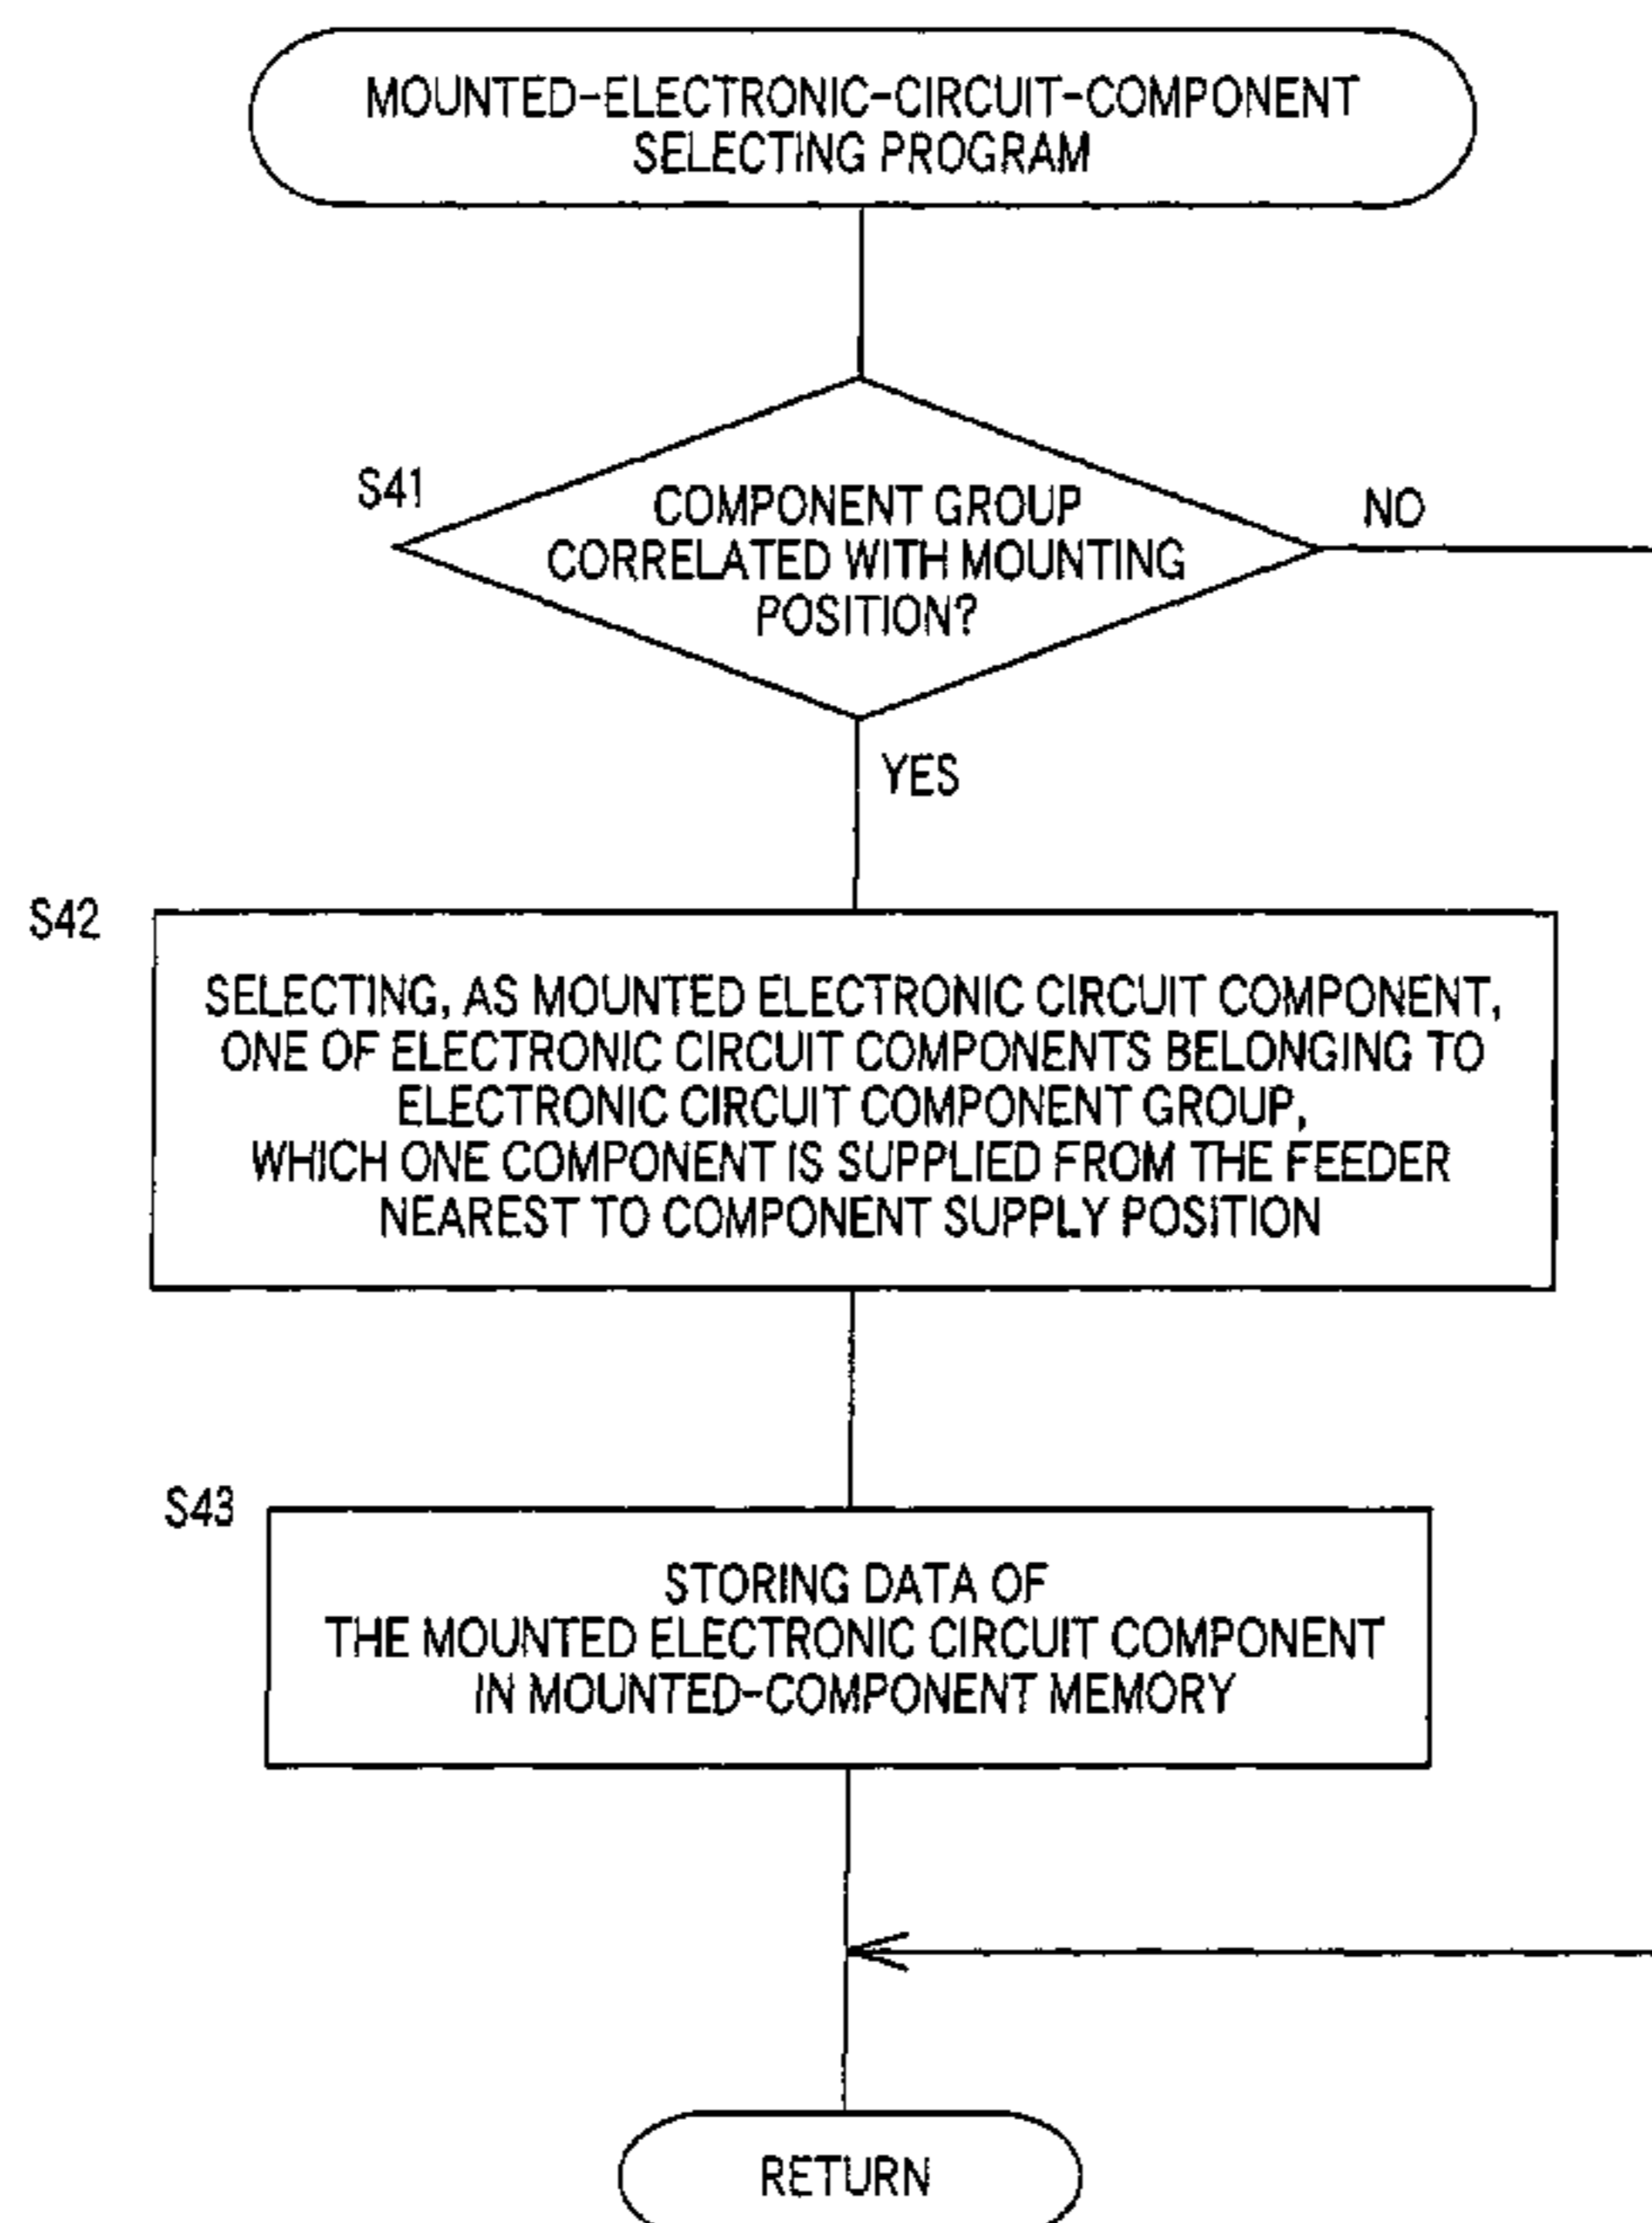 MOUNTED-ELECTRONIC-CIRCUIT-COMPONENT
SELECTING PROGRAM
S41
COMPONENT GROUP
CORRELATED WITH MOUNTING
POSITION?
NO
YES
S42
SELECTING, AS MOUNTED ELECTRONIC CIRCUIT COMPONENT,
ONE OF ELECTRONIC CIRCUIT COMPONENTS BELONGING TO
ELECTRONIC CIRCUIT COMPONENT GROUP,
WHICH ONE COMPONENT IS SUPPLIED FROM THE FEEDER
NEAREST TO COMPONENT SUPPLY POSITION
S43
STORING DATA OF
THE MOUNTED ELECTRONIC CIRCUIT COMPONENT
IN MOUNTED-COMPONENT MEMORY
RETURN